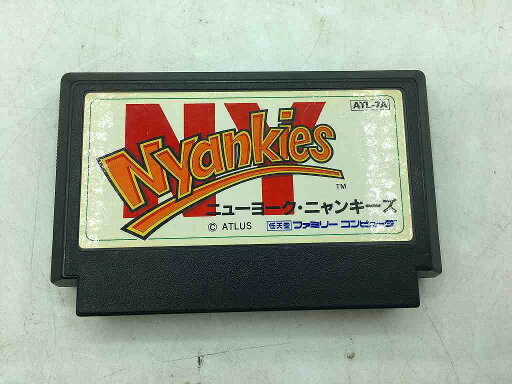 ATL-7A
NY
Nyankies
TM
ニューヨーク・ニャンキーズ
© ATLUS
任天堂 ファミリーコンピュータ